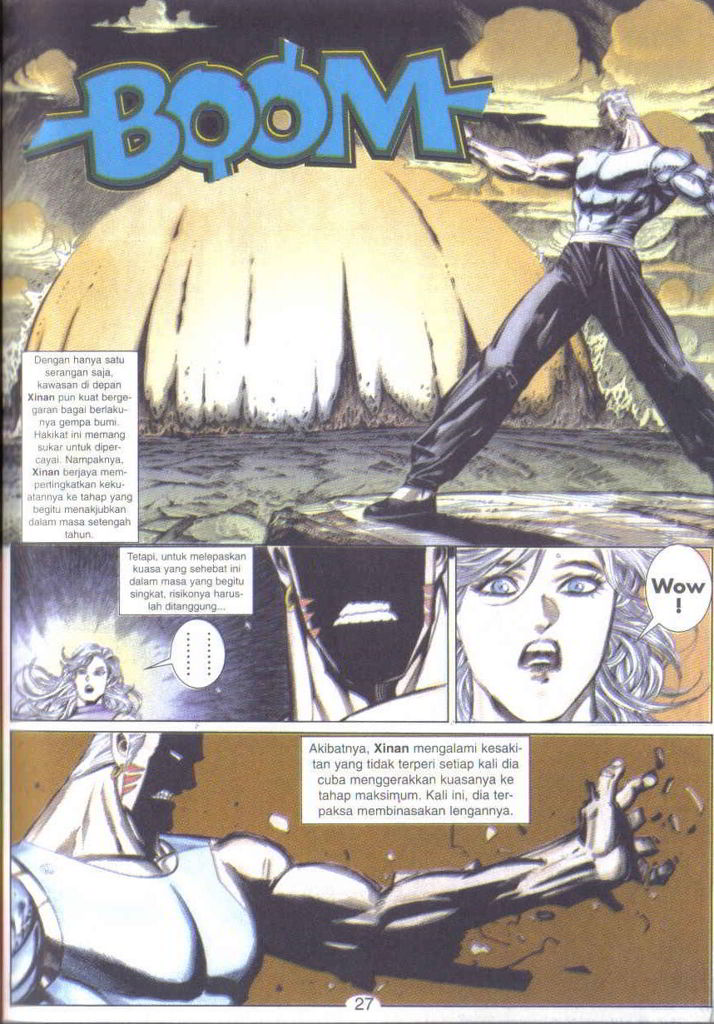 BOOM
Dengan hanya satu
serangan saja,
kawasan di depan
Xinan pun kuat berge-
garan bagai berlaku-
nya gempa bumi.
Hakikat ini memang
sukar untuk diper-
cayai. Nampaknya,
Xinan berjaya mem-
pertingkatkan keku-
atannya ke tahap yang
begitu menakjubkan
dalam masa setengah
tahun.
Tetapi, untuk melepaskan
kuasa yang sehebat ini
dalam masa yang begitu
singkat, risikonya harus-
lah ditanggung...
Wow
!
Akibatnya, Xinan mengalami kesaki-
tan yang tidak terperi setiap kali dia
cuba menggerakkan kuasanya ke
tahap maksimum. Kali ini, dia ter-
paksa membinasakan lengannya.
27